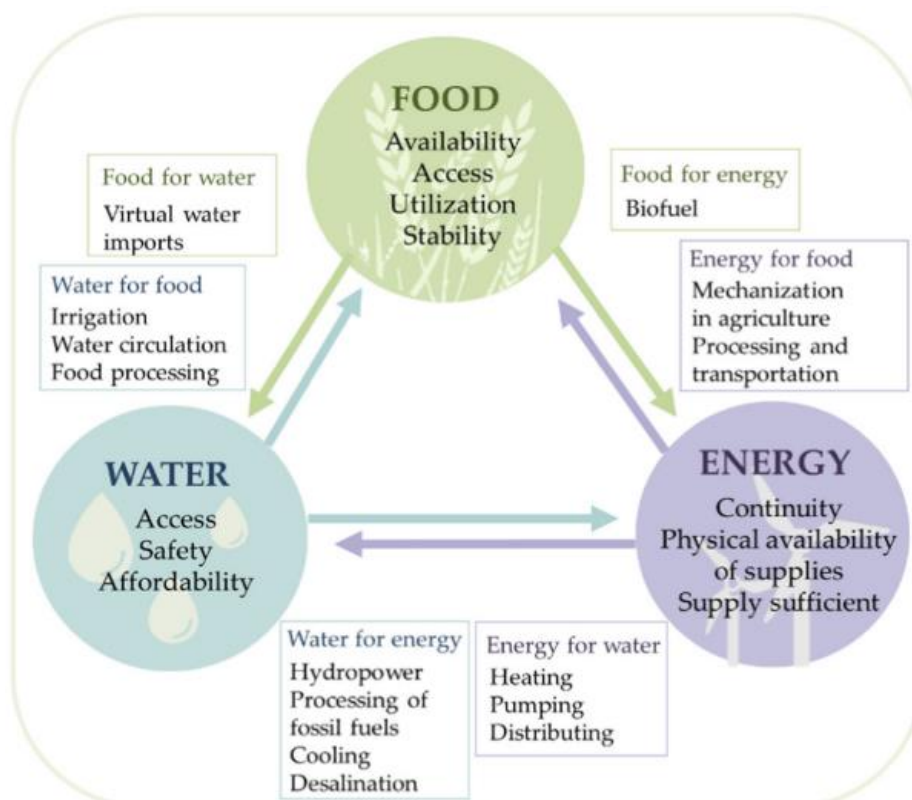 FOOD
Availability
Access
Utilization
Stability
Food for water
Virtual water
imports
Food for energy
Biofuel
Water for food
Irrigation
Water circulation
Food processing
Energy for food
Mechanization
in agriculture
Processing and
transportation
WATER
Access
Safety
Affordability
ENERGY
Continuity
Physical availability
of supplies
Supply sufficient
Water for energy
Hydropower
Processing of
fossil fuels
Cooling
Desalination
Energy for water
Heating
Pumping
Distributing